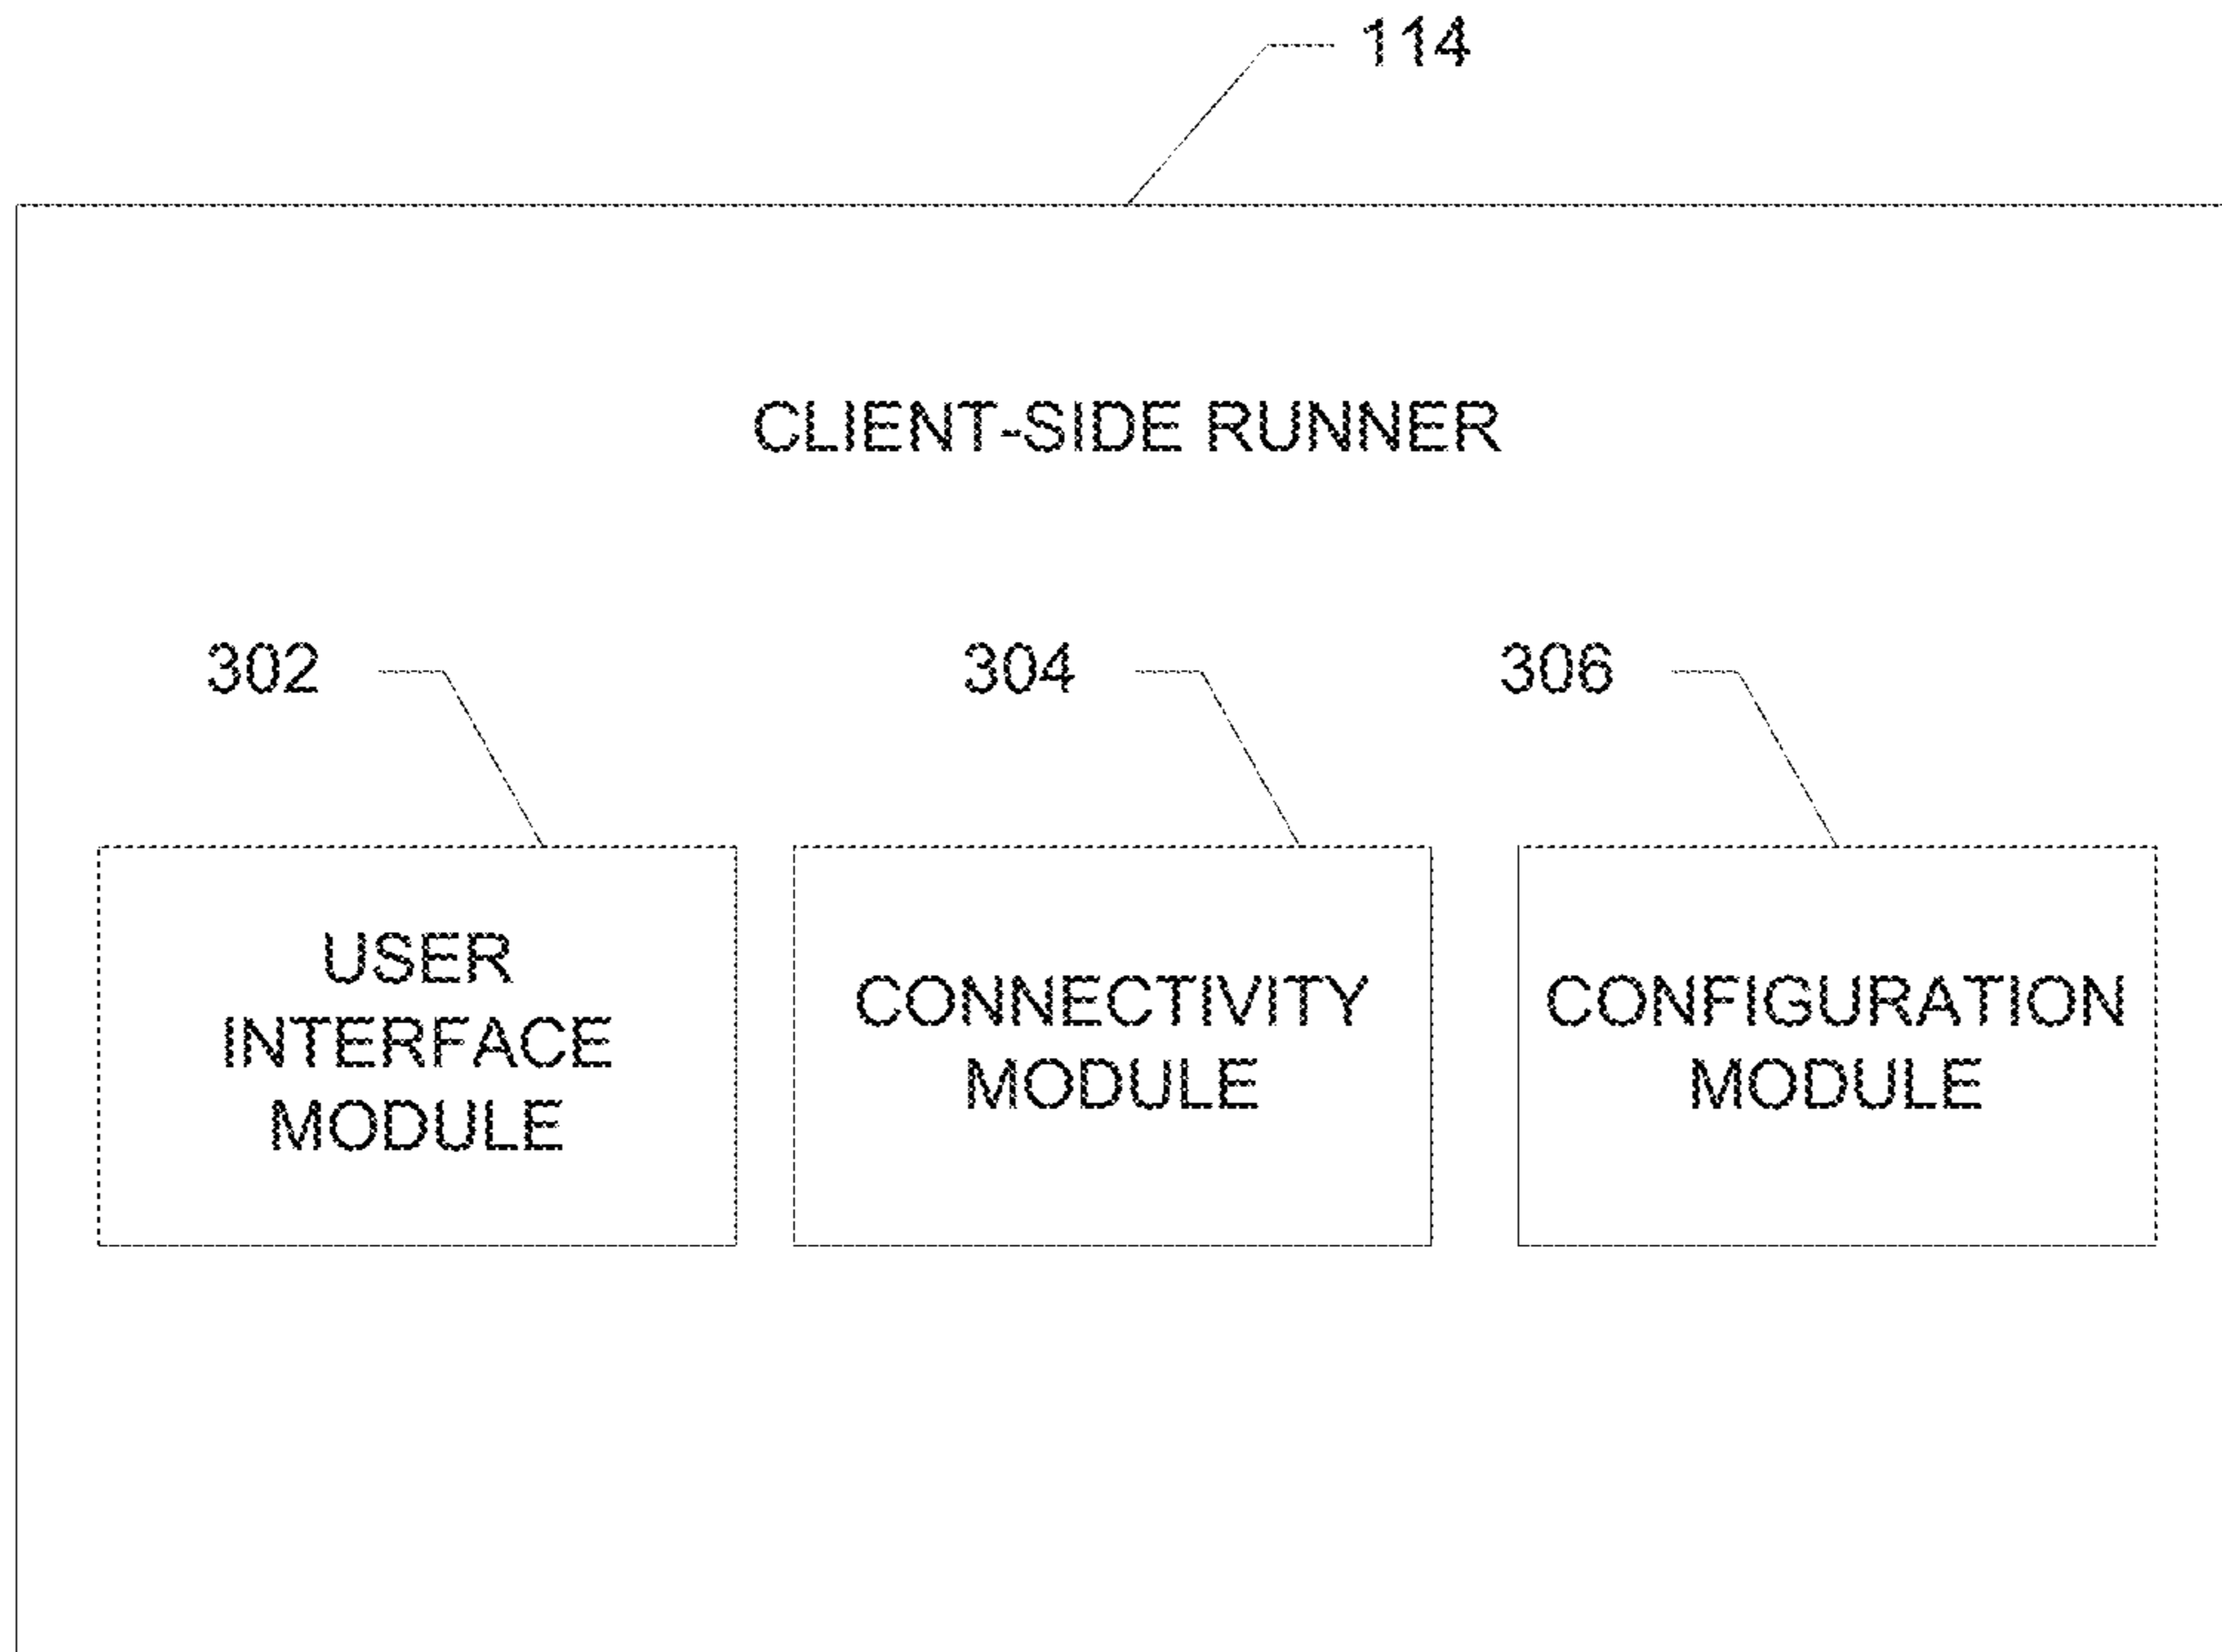 114
CLIENT-SIDE RUNNER
302
304
306
USER
INTERFACE
MODULE
CONNECTIVITY
MODULE
CONFIGURATION
MODULE